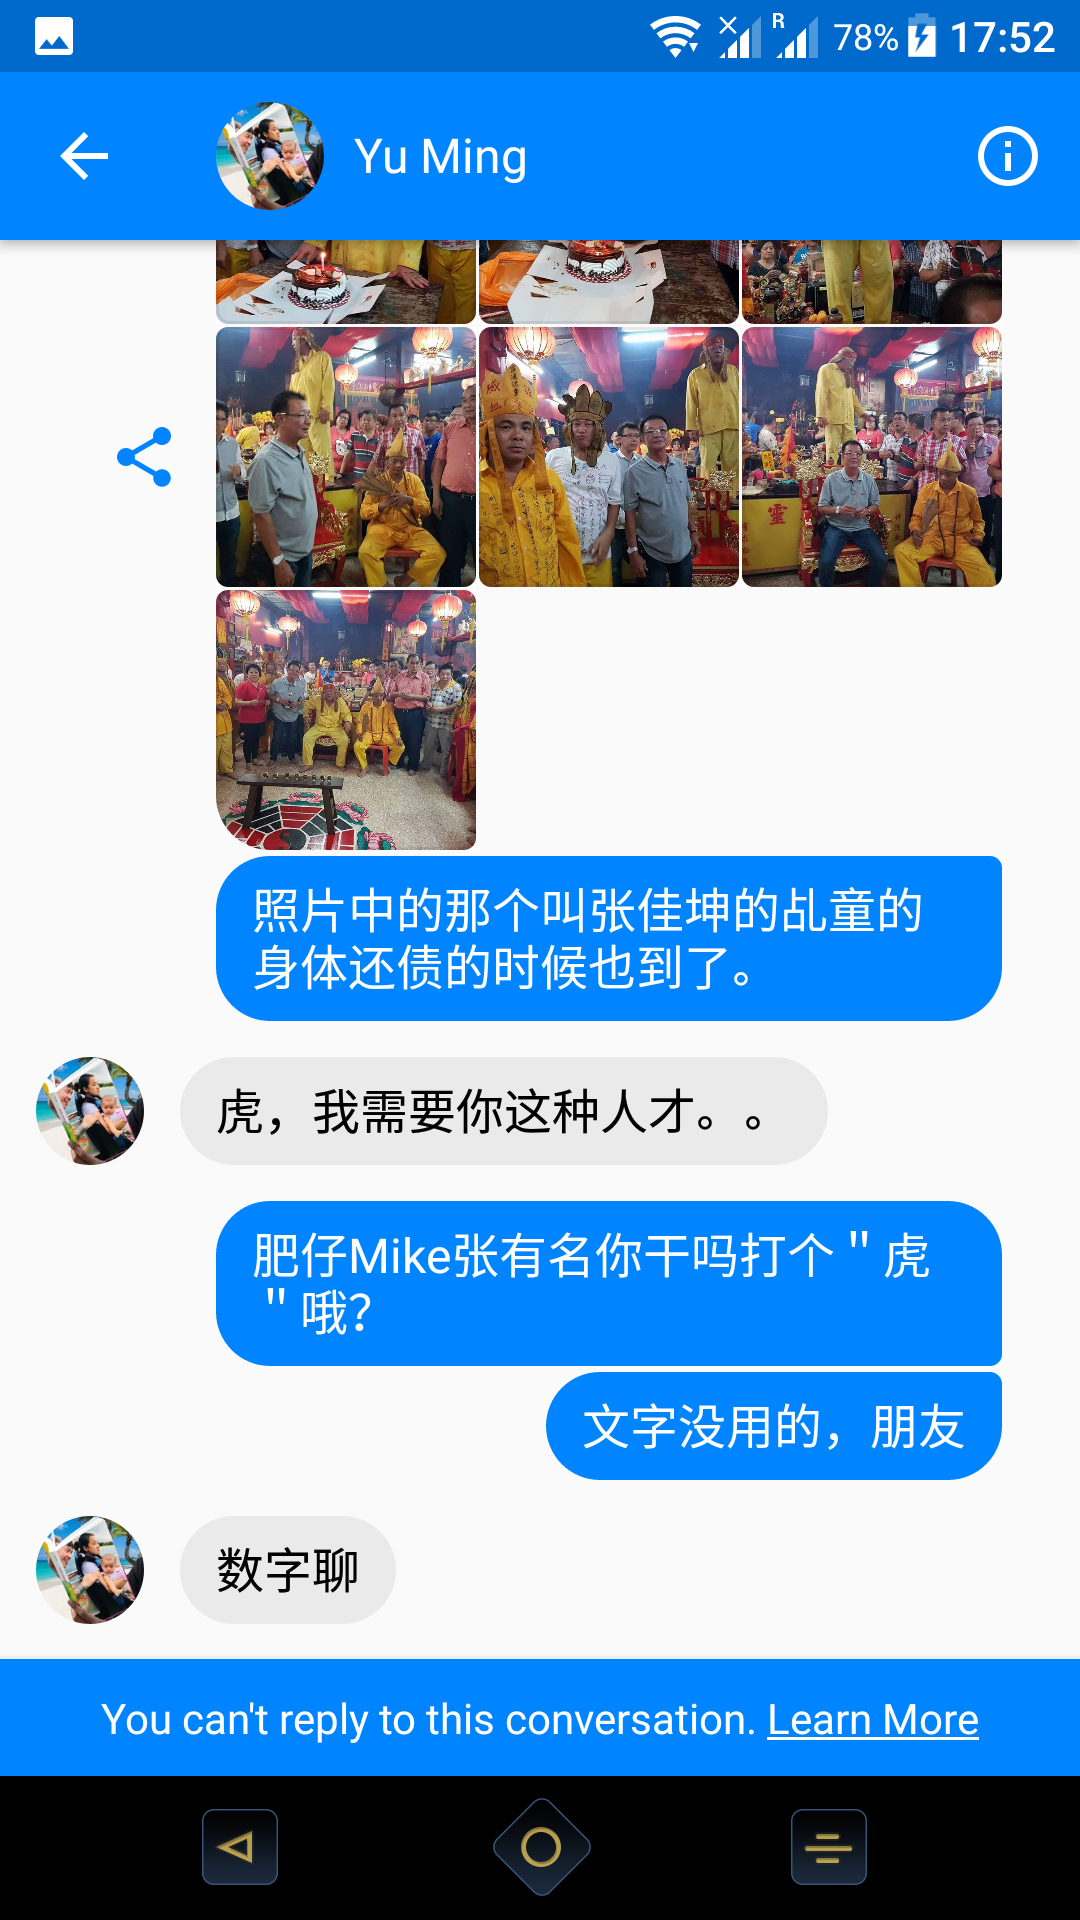 R
78%
17:52
Yu Ming
靈
照片中的那个叫张佳坤的乩童的
身体还债的时候也到了。
虎，我需要你这种人才。。
肥仔Mike张有名你干吗打个＂虎
＂哦？
文字没用的，朋友
数字聊
You can't reply to this conversation. Learn More